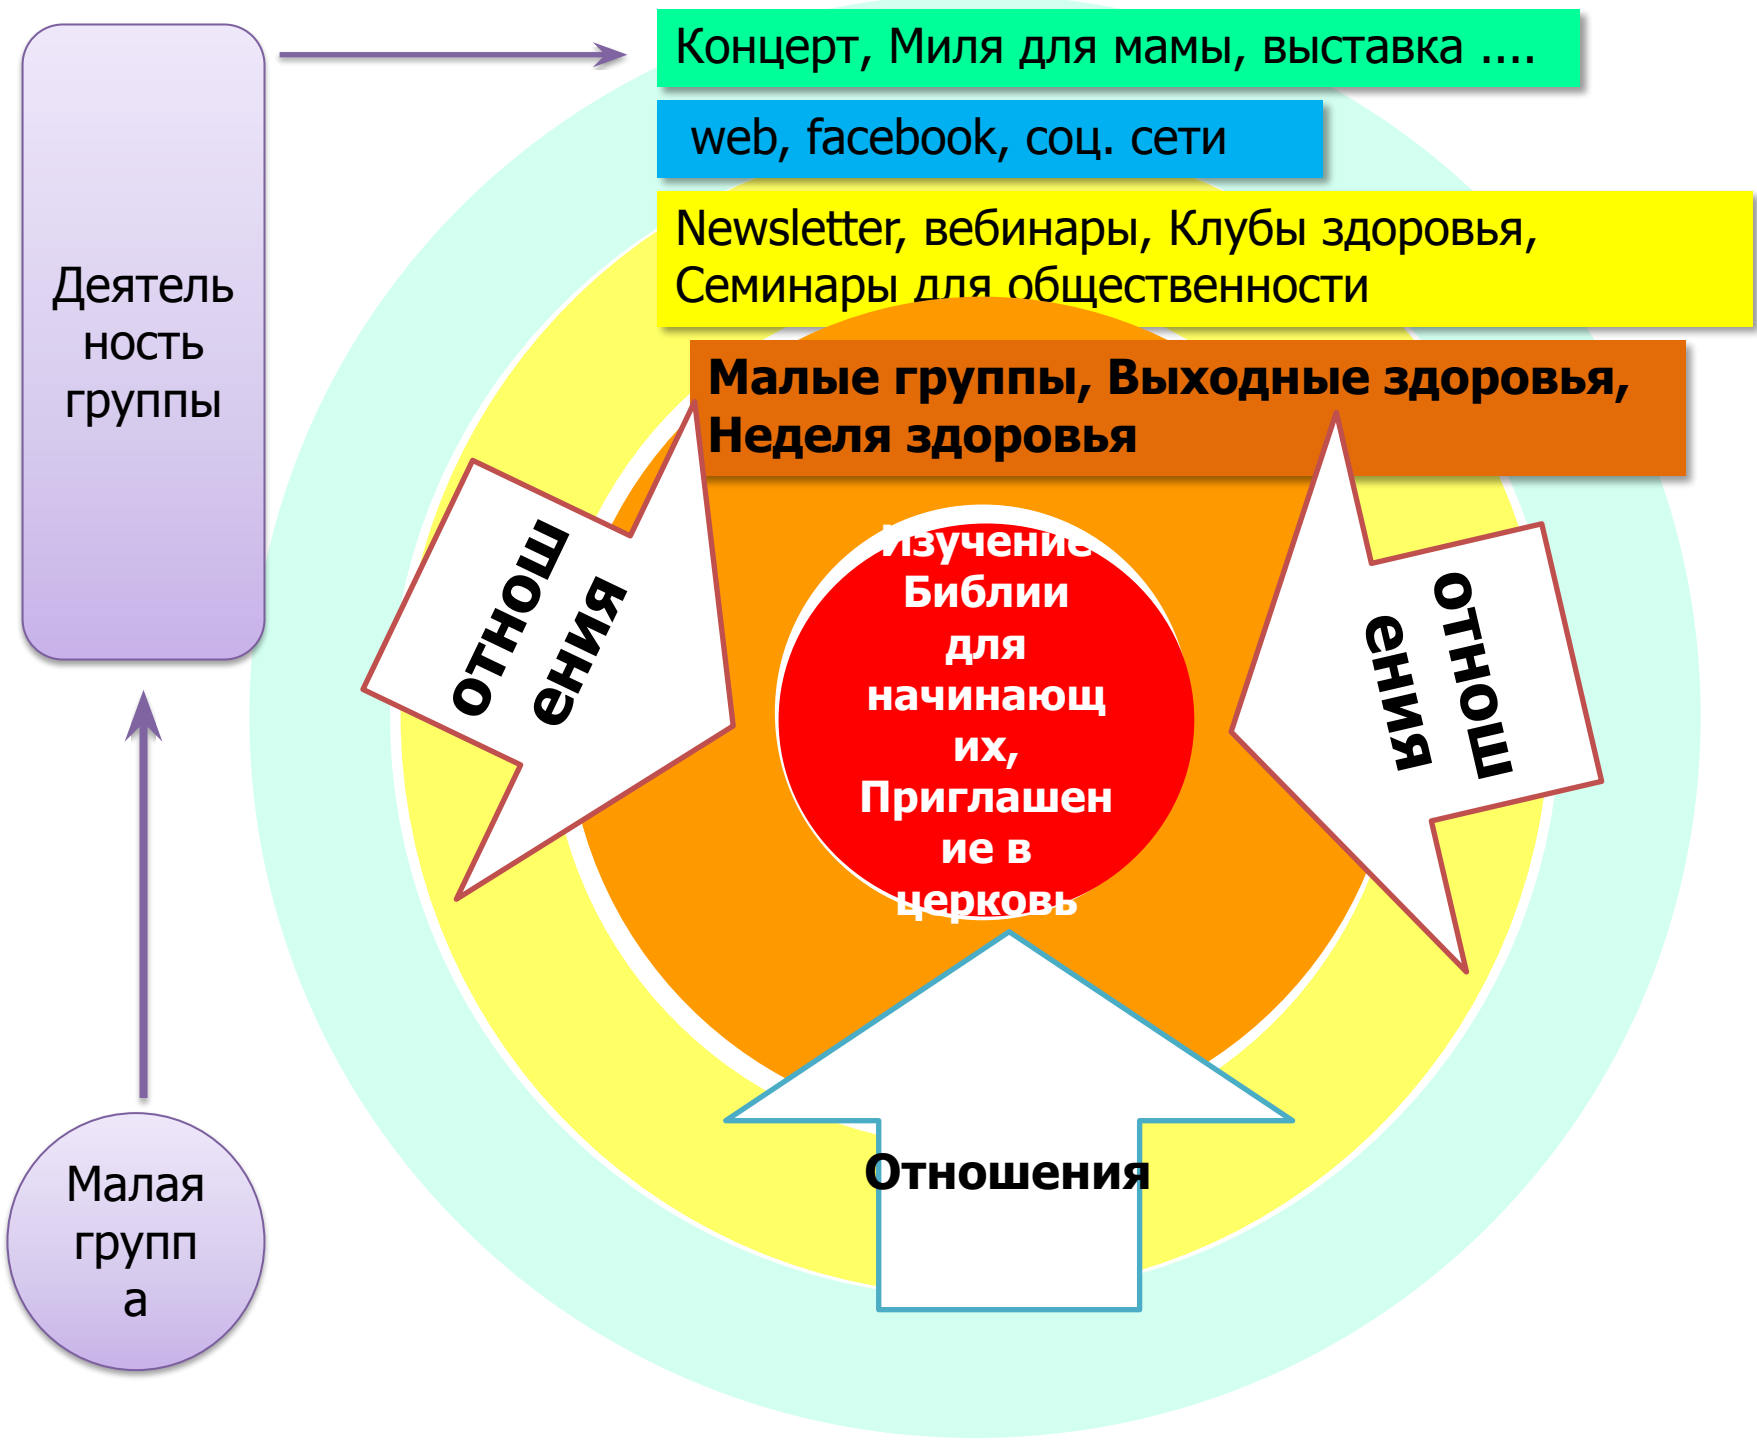 Концерт, Миля для мамы, выставка ....
web, facebook, соц. сети
Newsletter, вебинары, Клубы здоровья,
Семинары для общественности
Малые группы, Выходные здоровья,
Неделя здоровья
Деятель
ность
группы
отнош
ения
Изучение
Библии
для
начинающ
их,
Приглашен
ие в
церковь
отнош
ения
Отношения
Малая
групп
а